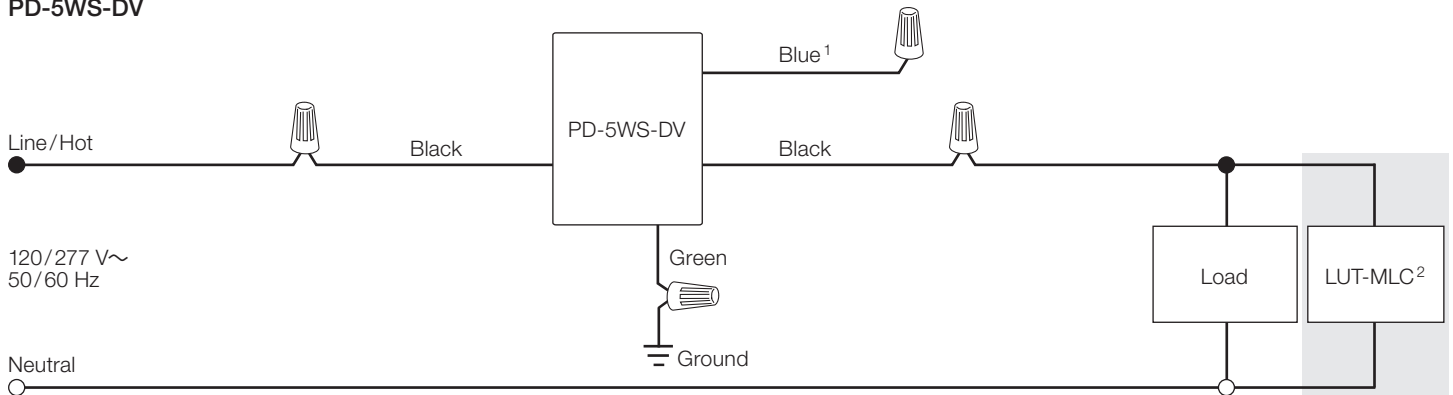 PD-5WS-DV
Blue¹
Line/Hot
Black
PD-5WS-DV
Black
120/277 V~
50/60 Hz
Green
Load
LUT-MLC²
Ground
Neutral